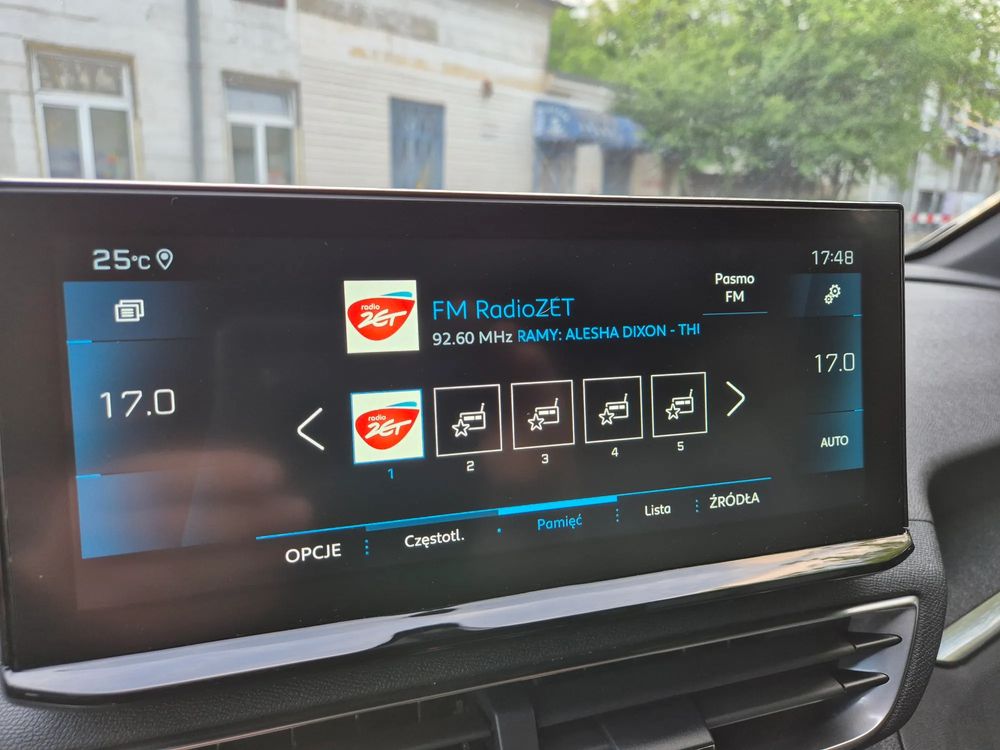 25°C
17:48
Pasmo
FM
radio
ZET
FM RadioZET
92.60 MHz RAMY: ALESHA DIXON - THI
17.0
17.0
radio
ZET
1
2
3
4
5
AUTO
OPCJE
Częstotl.
Pamięć
Lista
ŹRÓDŁA